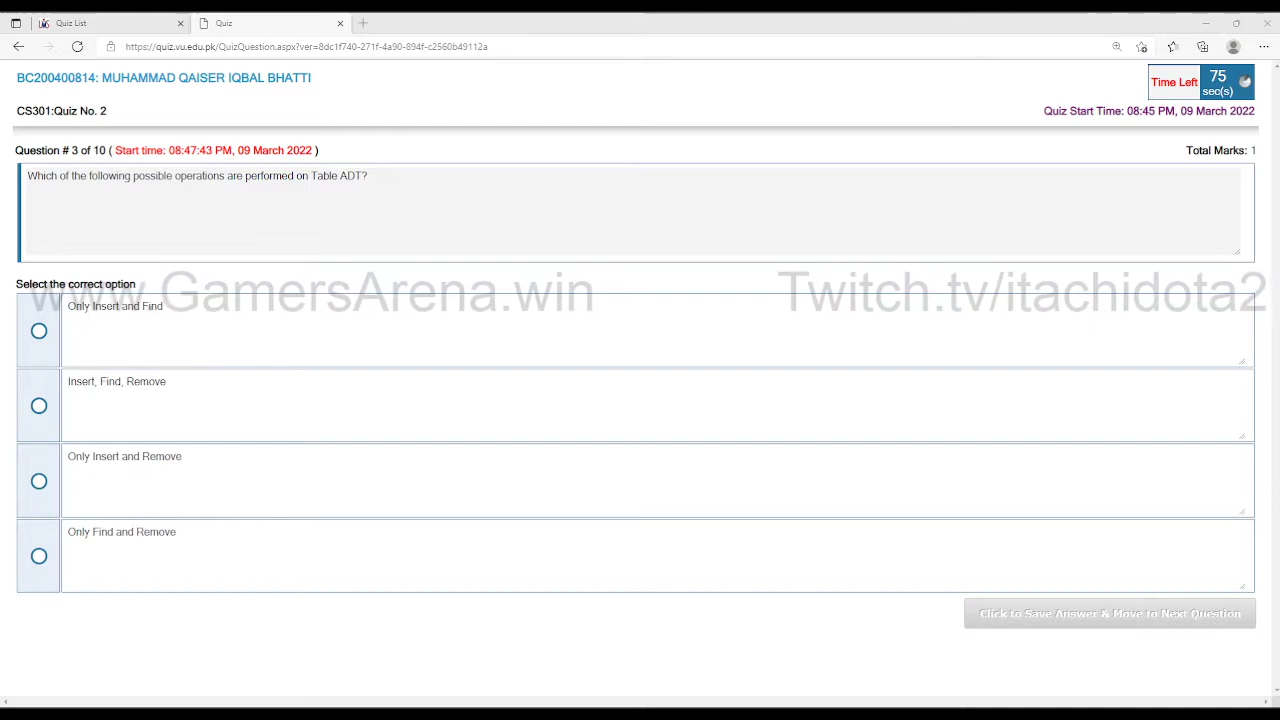 Quiz List
Quiz
https://quiz.vu.edu.pk/QuizQuestion.aspx?ver=8dc1f740-271f-4a90-894f-c2560b49112a
BC200400814: MUHAMMAD QAISER IQBAL BHATTI
Time Left 75 sec(s)
CS301:Quiz No. 2
Quiz Start Time: 08:45 PM, 09 March 2022
Question # 3 of 10 ( Start time: 08:47:43 PM, 09 March 2022 )
Total Marks: 1
Which of the following possible operations are performed on Table ADT?
Select the correct option
www.GamersArena.win
Twitch.tv/itachidota2
Only Insert and Find
Insert, Find, Remove
Only Insert and Remove
Only Find and Remove
Click to Save Answer & Move to Next Question